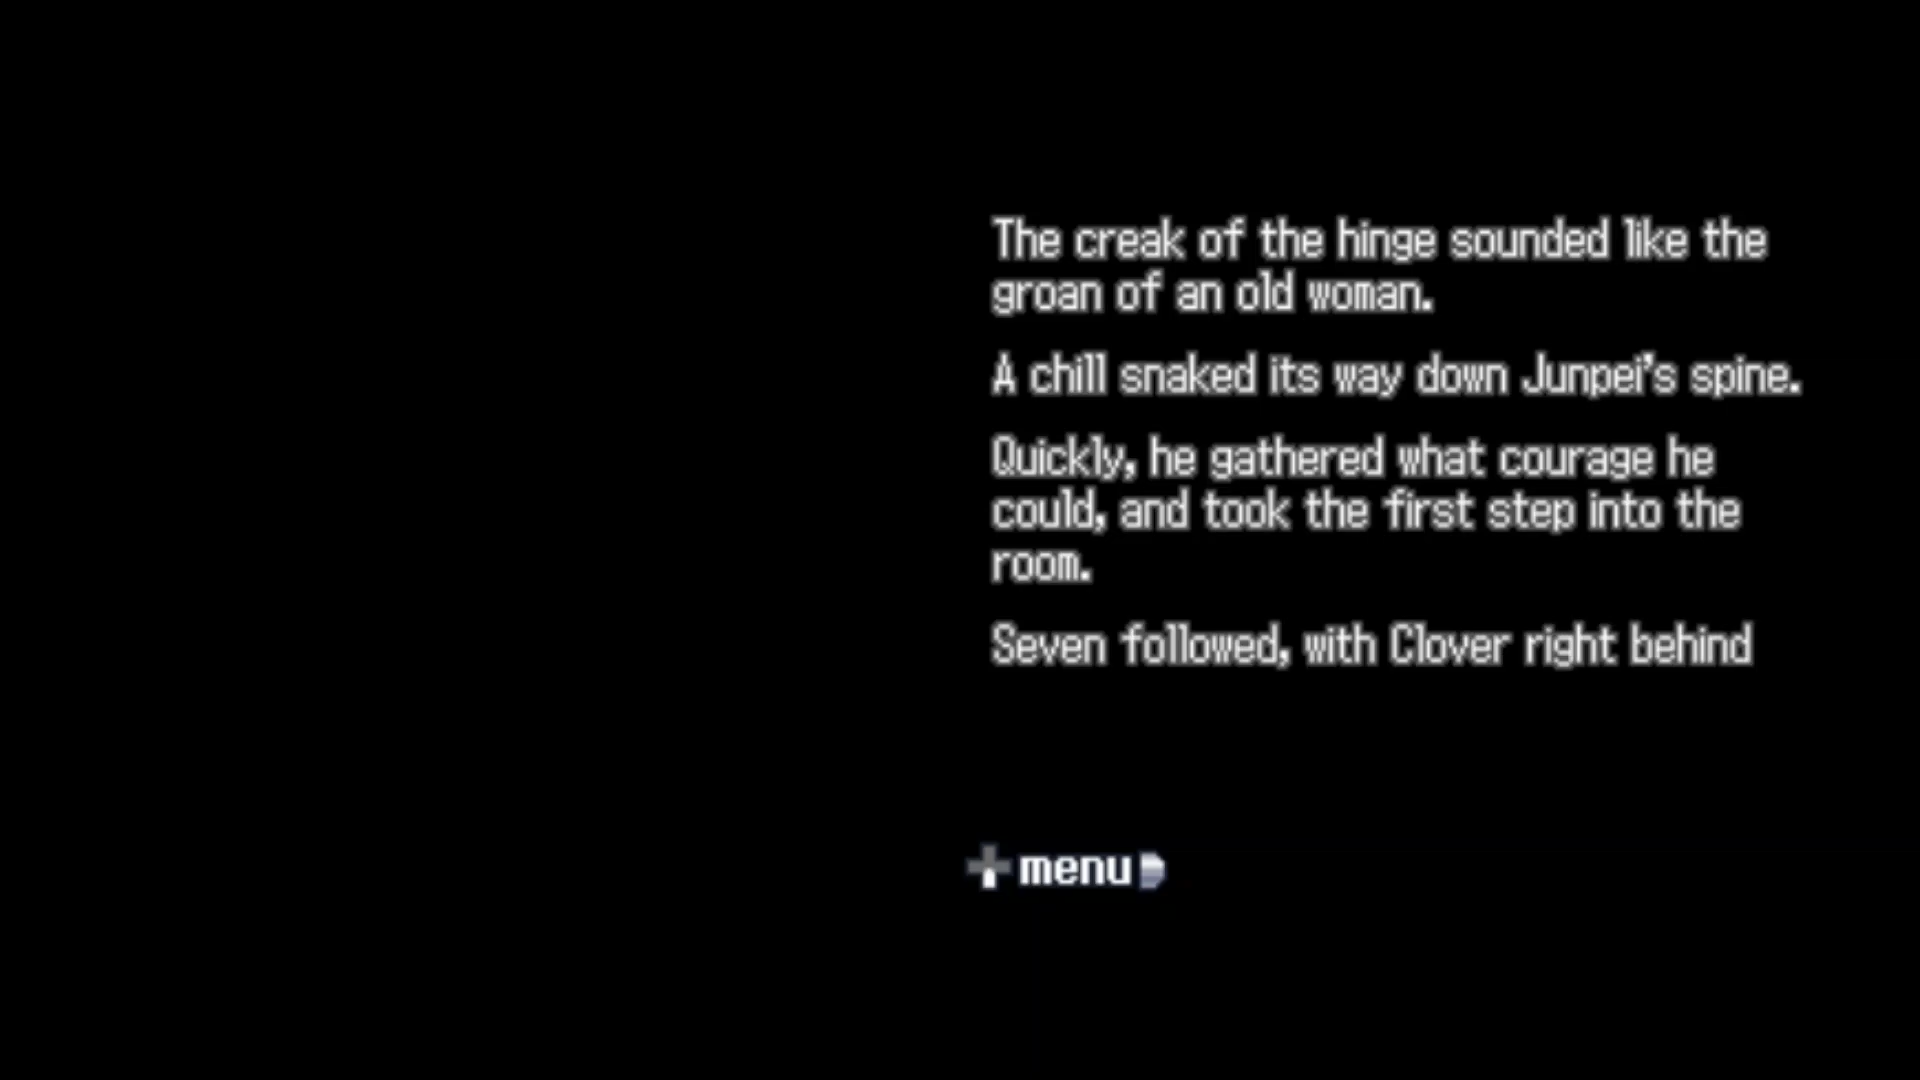 The creak of the hinge sounded like the
groan of an old woman.
A chill snaked its way down Junpei's spine.
Quickly, he gathered what courage he
could, and took the first step into the
room.
Seven followed, with Clover right behind
menu